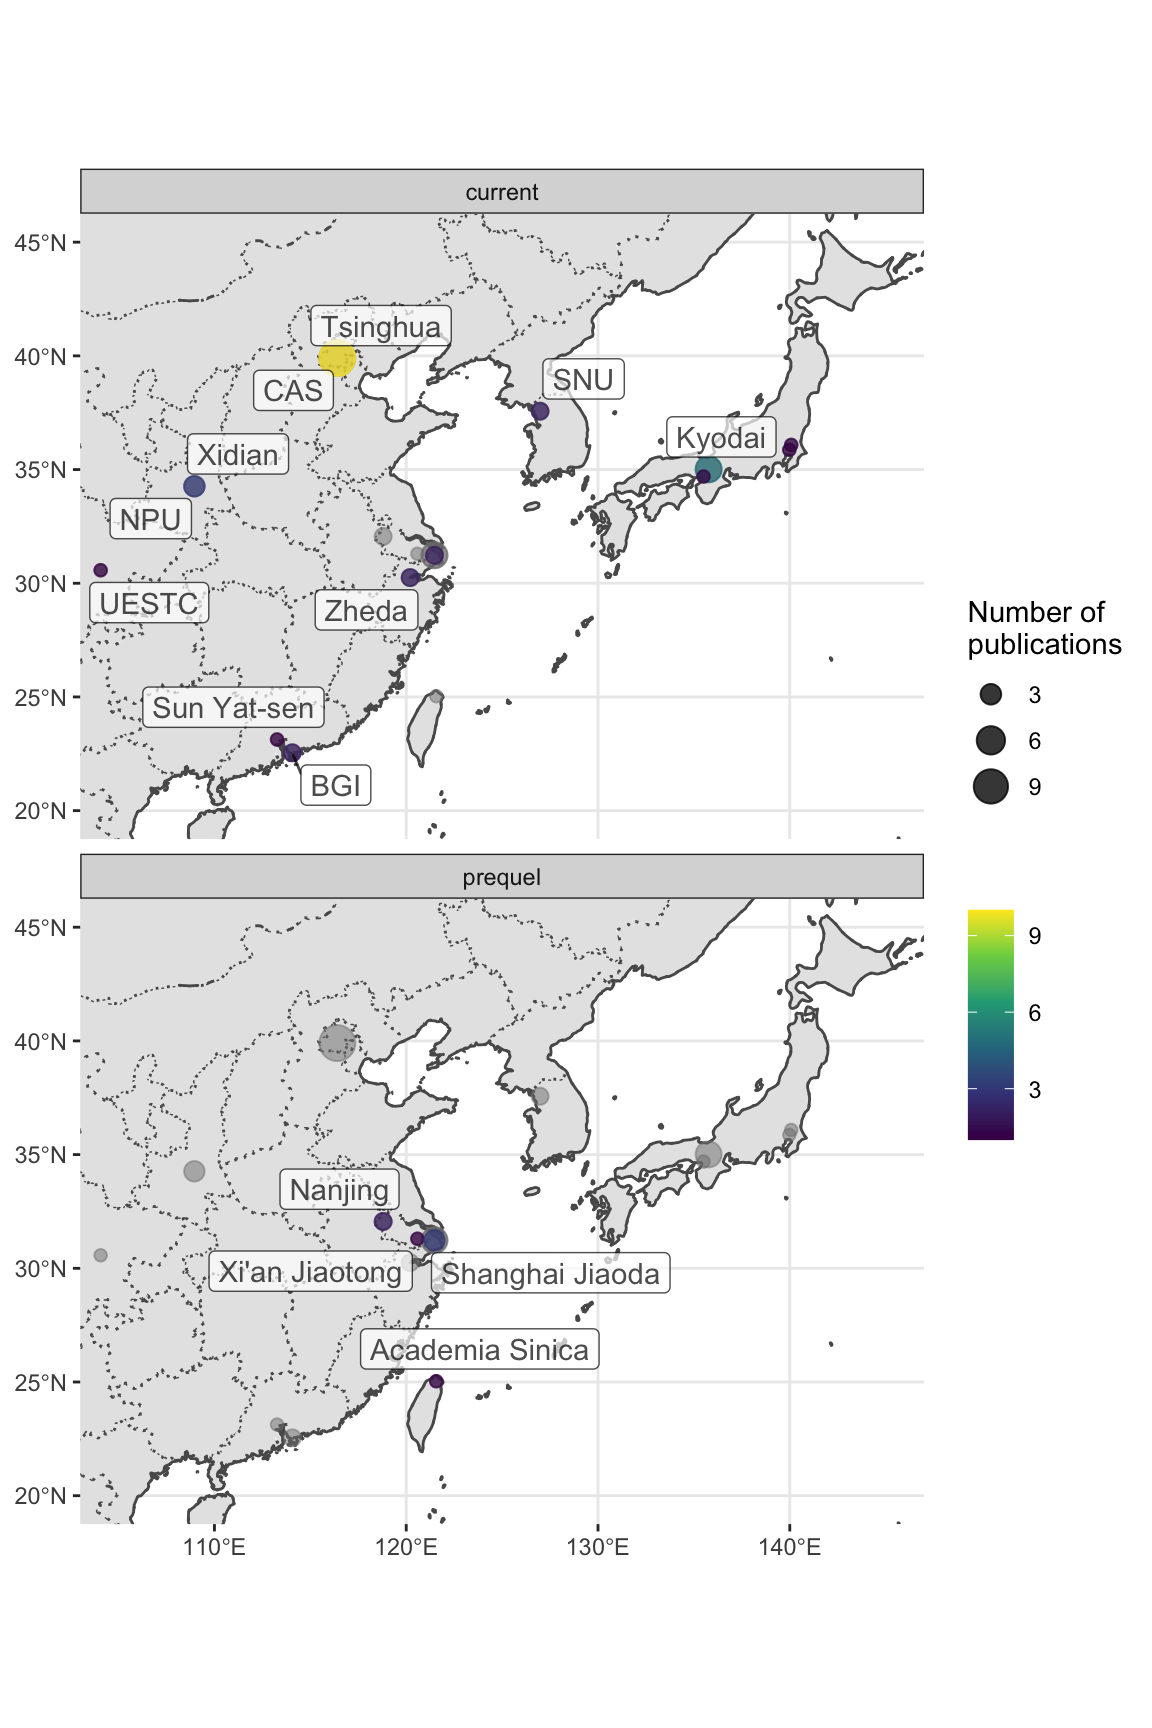 current
45°N
40°N
35°N
30°N
25°N
20°N
Tsinghua
CAS
SNU
Kyodai
Xidian
NPU
UESTC
Zheda
Sun Yat-sen
BGI
Number of
publications
3
6
9
9
6
3
prequel
45°N
40°N
35°N
30°N
25°N
20°N
Nanjing
Xi'an Jiaotong
Shanghai Jiaoda
Academia Sinica
110°E
120°E
130°E
140°E